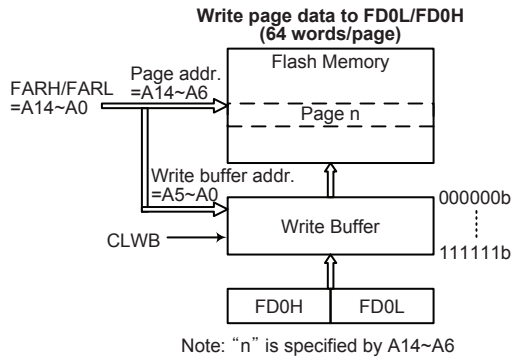 Write page data to FD0L/FD0H
(64 words/page)
Flash Memory
Page addr.
=A14~A6
FARH/FARL
=A14~A0
Page n
Write buffer addr.
=A5~A0
000000b
Write Buffer
CLWB
111111b
FD0H
FD0L
Note: “n” is specified by A14~A6